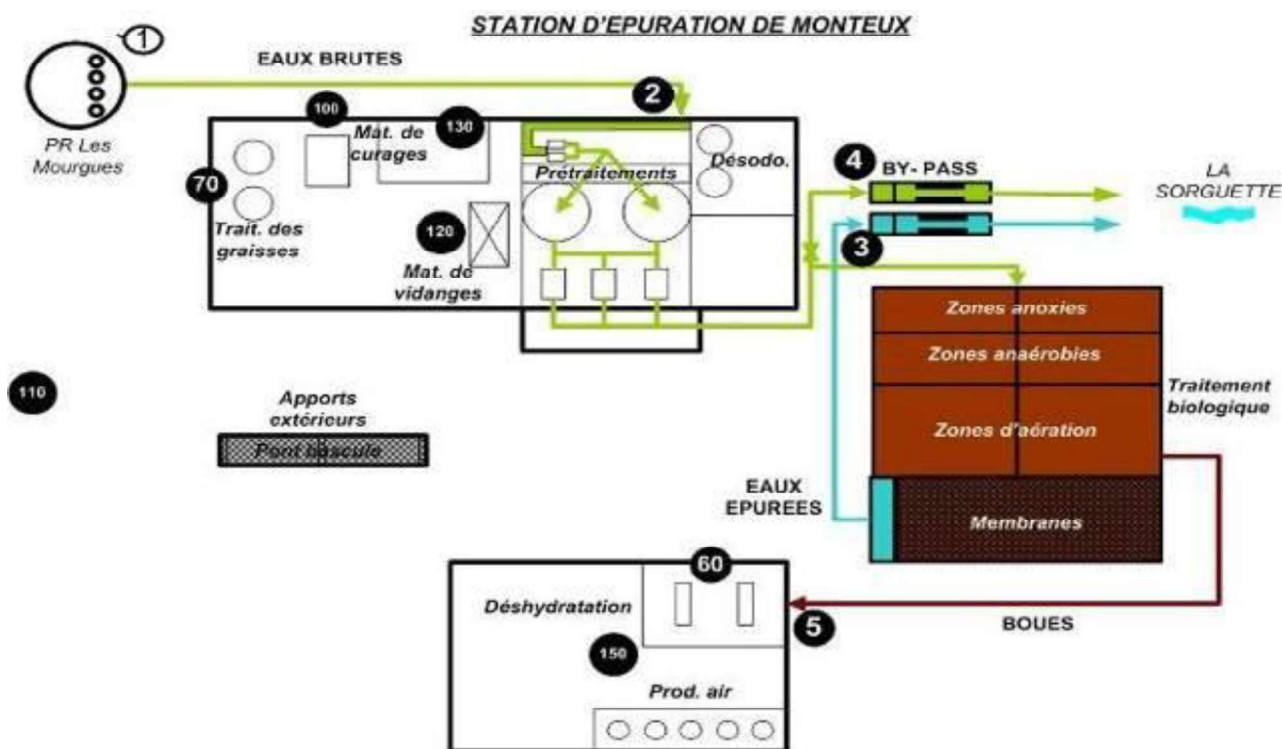 STATION D'EPURATION DE MONTEUX
1
EAUX BRUTES
2
PR Les
Mourgues
100
Mat. de
curages
130
Prétraitements
Désodo.
4
BY- PASS
LA
SORGUETTE
70
Trait. des
graisses
120
Mat. de
vidanges
3
Zones anoxies
Zones anaérobies
Zones d'aération
Traitement
biologique
110
Apports
extérieurs
Pont bascule
EAUX
EPUREES
Membranes
60
Déshydratation
5
BOUES
150
Prod. air